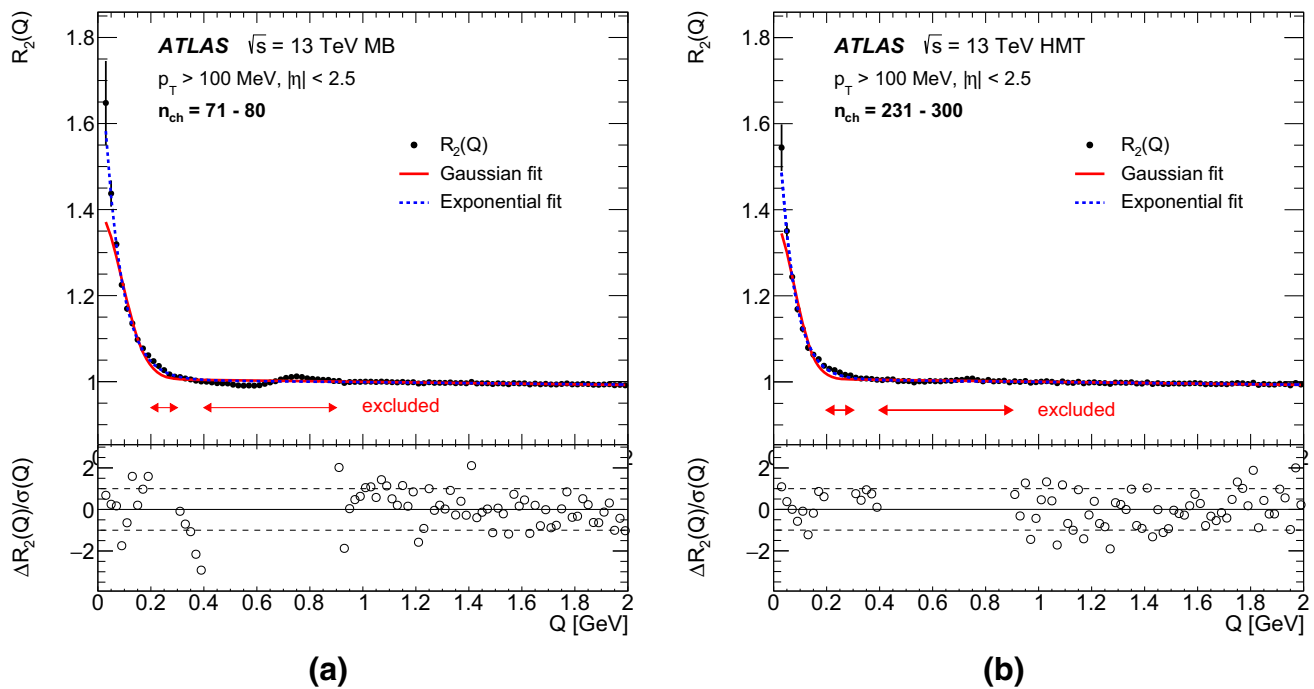 R₂(Q)
1.8
1.6
1.4
1.2
1
ATLAS √s = 13 TeV MB
p_T > 100 MeV, |η| < 2.5
n_ch = 71 - 80
R₂(Q)
Gaussian fit
Exponential fit
excluded
ΔR₂(Q)/σ(Q)
2
0
−2
0 0.2 0.4 0.6 0.8 1 1.2 1.4 1.6 1.8 2
Q [GeV]
(a)
R₂(Q)
1.8
1.6
1.4
1.2
1
ATLAS √s = 13 TeV HMT
p_T > 100 MeV, |η| < 2.5
n_ch = 231 - 300
R₂(Q)
Gaussian fit
Exponential fit
excluded
ΔR₂(Q)/σ(Q)
2
0
−2
0 0.2 0.4 0.6 0.8 1 1.2 1.4 1.6 1.8 2
Q [GeV]
(b)